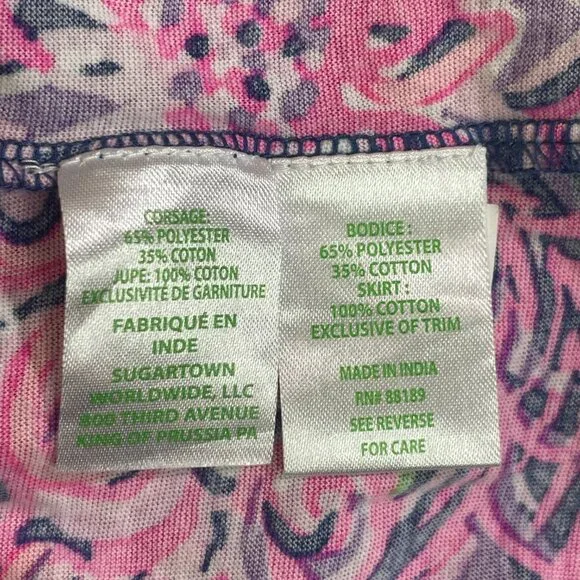 CORSAGE:
65% POLYESTER
35% COTON
JUPE: 100% COTON
EXCLUSIVITÉ DE GARNITURE
FABRIQUÉ EN
INDE
SUGARTOWN
WORLDWIDE, LLC
800 THIRD AVENUE
KING OF PRUSSIA PA
BODICE :
65% POLYESTER
35% COTTON
SKIRT :
100% COTTON
EXCLUSIVE OF TRIM
MADE IN INDIA
RN# 88189
SEE REVERSE
FOR CARE